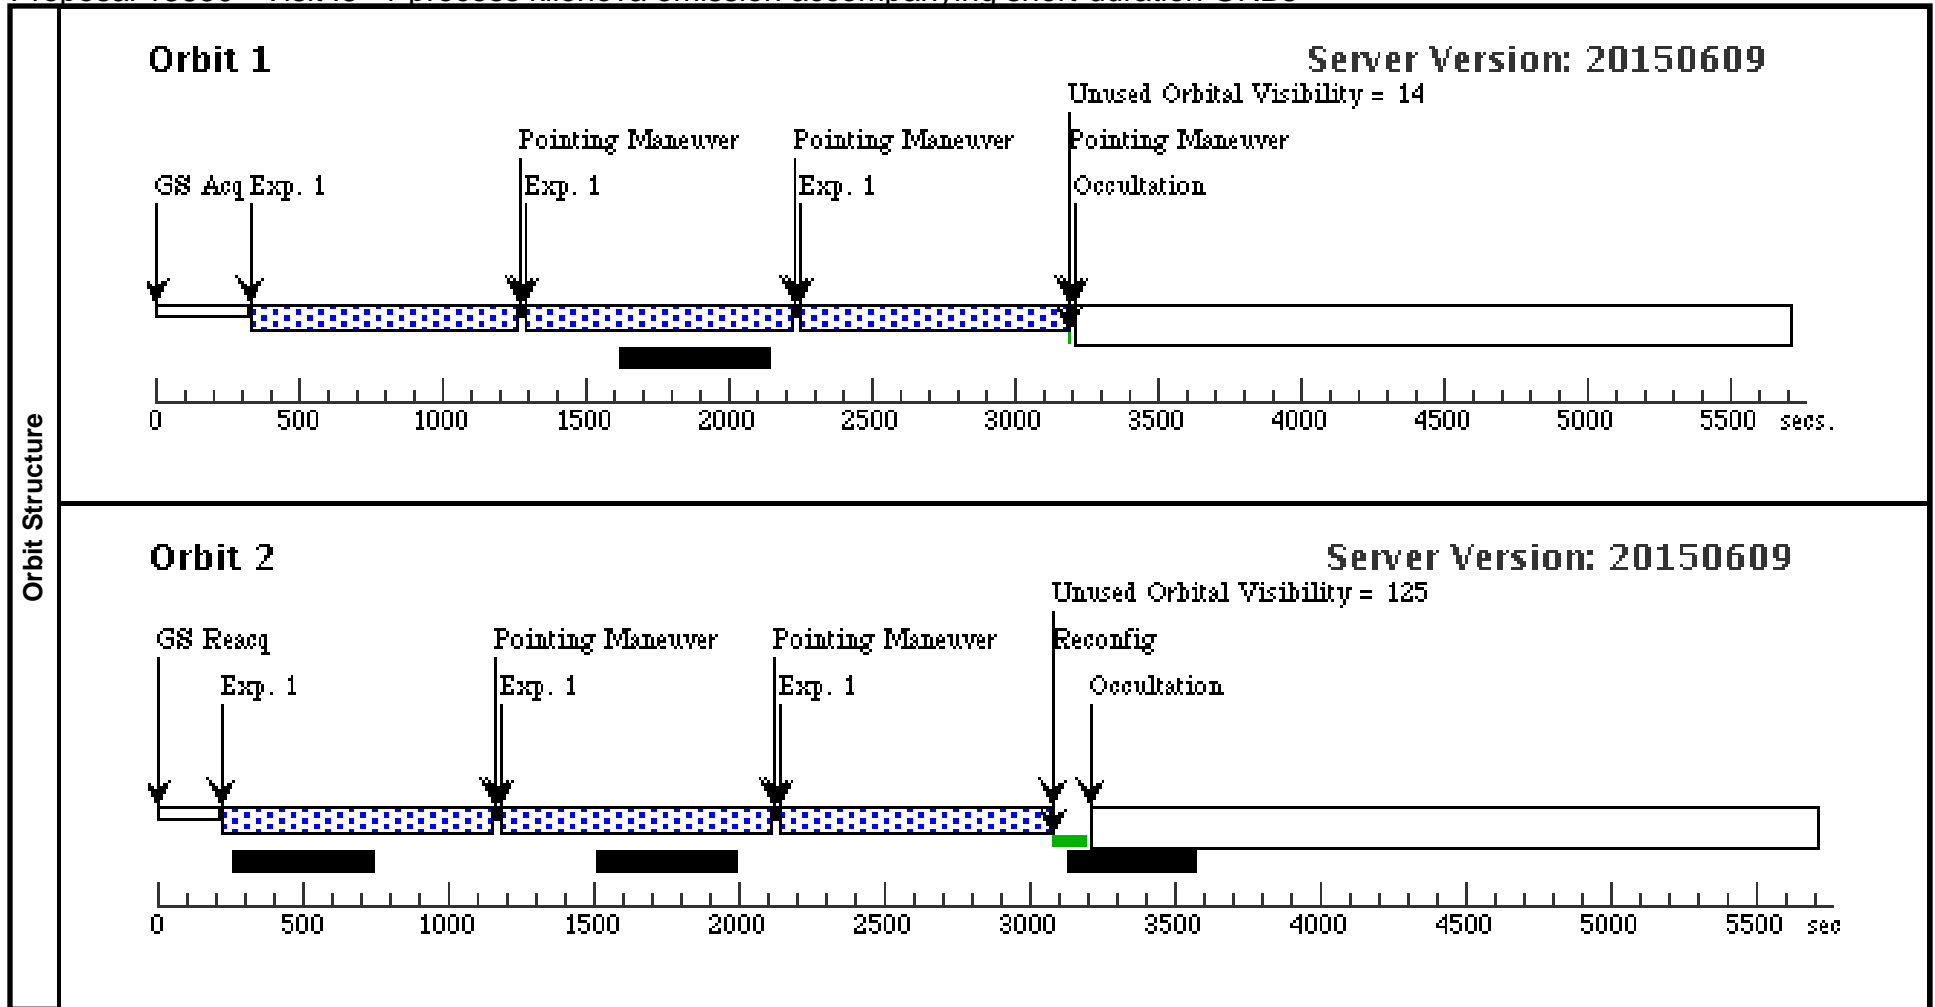 Orbit Structure
Orbit 1
Server Version: 20150609
Unused Orbital Visibility = 14
Pointing Maneuver Pointing Maneuver Pointing Maneuver
GS Acq Exp. 1 Exp. 1 Exp. 1 Occultation
0 500 1000 1500 2000 2500 3000 3500 4000 4500 5000 5500 secs.
Orbit 2
Server Version: 20150609
Unused Orbital Visibility = 125
GS Reacq Pointing Maneuver Pointing Maneuver Reconfig
Exp. 1 Exp. 1 Exp. 1 Occultation
0 500 1000 1500 2000 2500 3000 3500 4000 4500 5000 5500 sec